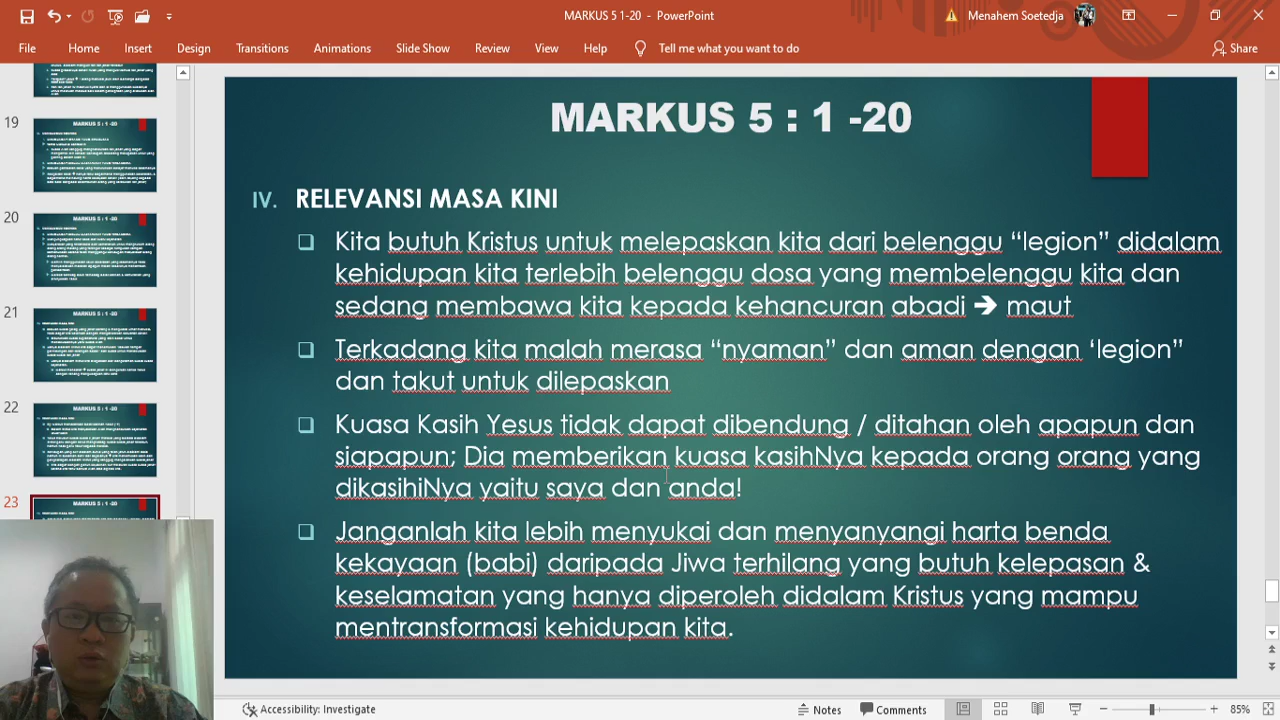 MARKUS 5 1-20 - PowerPoint
Menahem Soetedja
File Home Insert Design Transitions Animations Slide Show Review View Help Tell me what you want to do Share
19
20
21
22
23
MARKUS 5 : 1 -20
IV. RELEVANSI MASA KINI
Kita butuh Kristus untuk melepaskan kita dari belenggu “legion” didalam
kehidupan kita terlebih belenggu dosa yang membelenggu kita dan
sedang membawa kita kepada kehancuran abadi ➔ maut
Terkadang kita malah merasa “nyaman” dan aman dengan ‘legion”
dan takut untuk dilepaskan
Kuasa Kasih Yesus tidak dapat dibendung / ditahan oleh apapun dan
siapapun; Dia memberikan kuasa kasihNya kepada orang orang yang
dikasihiNya yaitu saya dan anda!
Janganlah kita lebih menyukai dan menyanyangi harta benda
kekayaan (babi) daripada Jiwa terhilang yang butuh kelepasan &
keselamatan yang hanya diperoleh didalam Kristus yang mampu
mentransformasi kehidupan kita.
Accessibility: Investigate
Notes Comments 85%